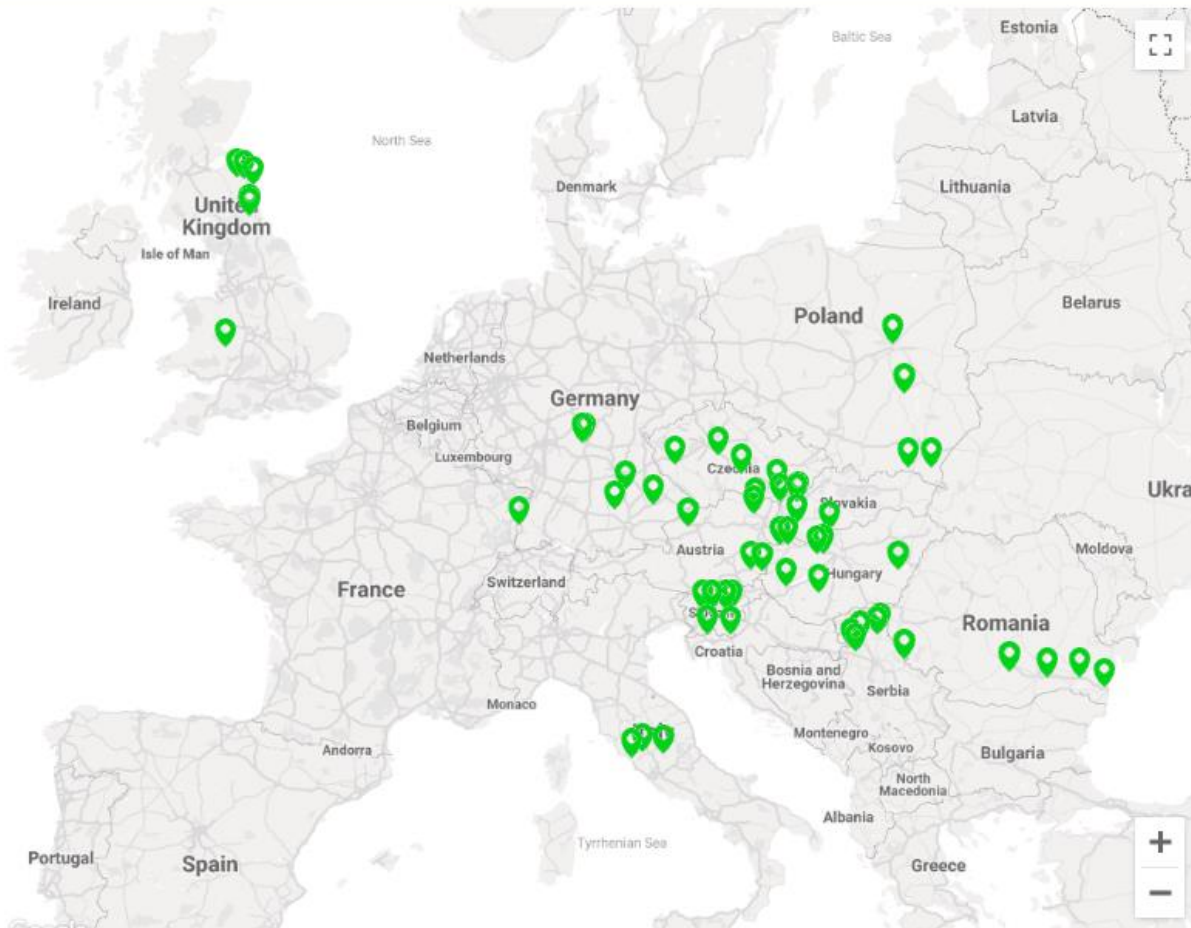 Estonia
Baltic Sea
Latvia
North Sea
Denmark
Lithuania
United
Kingdom
Isle of Man
Ireland
Belarus
Poland
Netherlands
Germany
Belgium
Luxembourg
Czechia
Slovakia
Ukra
Austria
Moldova
Switzerland
Hungary
France
Romania
Croatia
Bosnia and
Herzegovina
Serbia
Monaco
Montenegro
Andorra
Kosovo
Bulgaria
North
Macedonia
Albania
Tyrrhenian Sea
Portugal
Spain
Greece
+
−